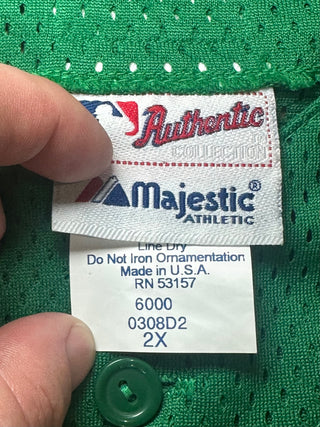 Authentic
COLLECTION
Majestic®
ATHLETIC
Line Dry
Do Not Iron Ornamentation
Made in U.S.A.
RN 53157
6000
0308D2
2X